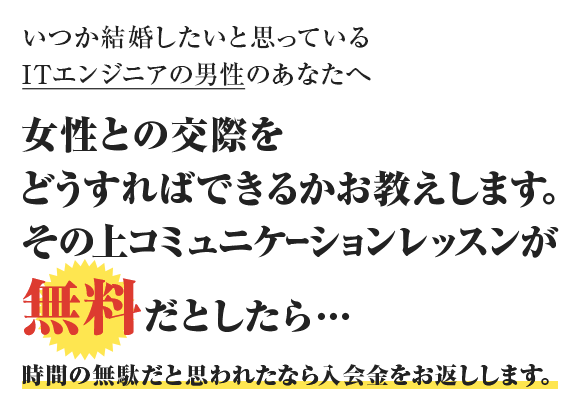 いつか結婚したいと思っている
ITエンジニアの男性のあなたへ
女性との交際を
どうすればできるかお教えします。
その上コミュニケーションレッスンが
無料だとしたら…
時間の無駄だと思われたなら入会金をお返しします。